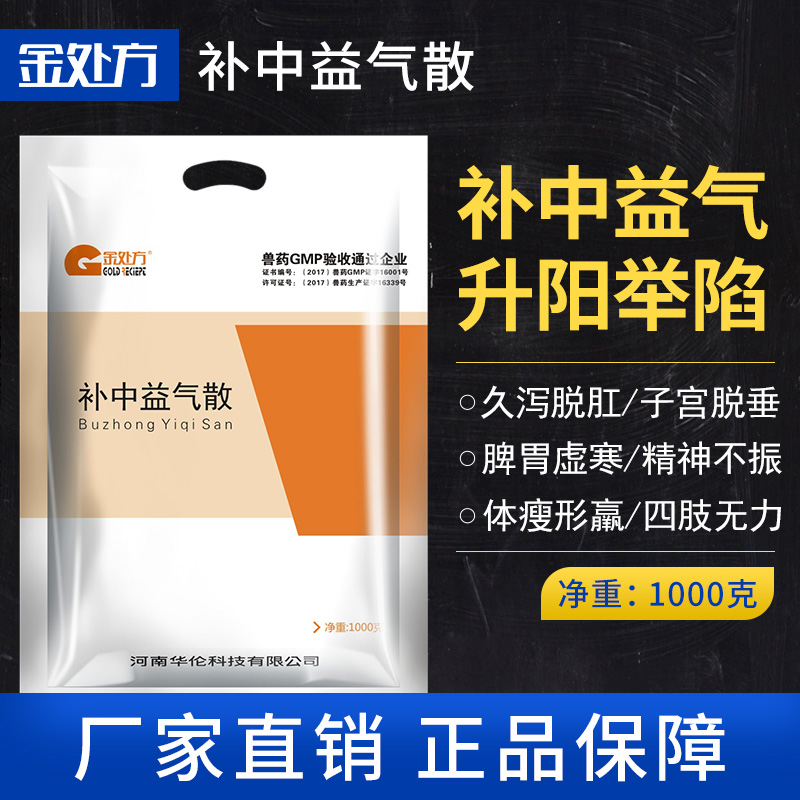 金处方 补中益气散
金处方®
GOLD RECIEPE
兽药GMP验收通过企业
证书编号：（2017）兽药GMP证字16001号
许可证号：（2017）兽药生产证字16339号
补中益气散
Buzhong Yiqi San
净重:1000克
河南华伦科技有限公司
补中益气
升阳举陷
久泻脱肛/子宫脱垂
脾胃虚寒/精神不振
体瘦形羸/四肢无力
净重：1000克
厂家直销 正品保障